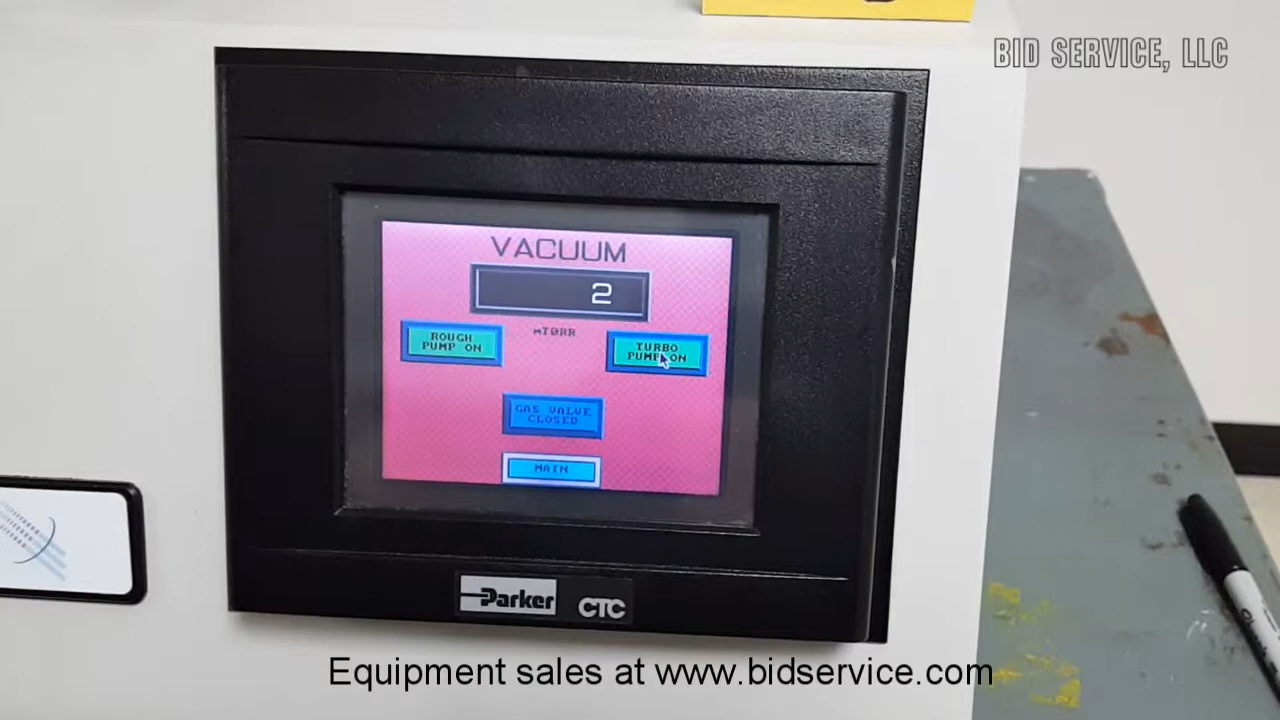 BID SERVICE, LLC
VACUUM
2
mTORR
ROUGH
PUMP ON
TURBO
PUMP ON
GAS VALVE
CLOSED
MAIN
Parker CTC
Equipment sales at www.bidservice.com